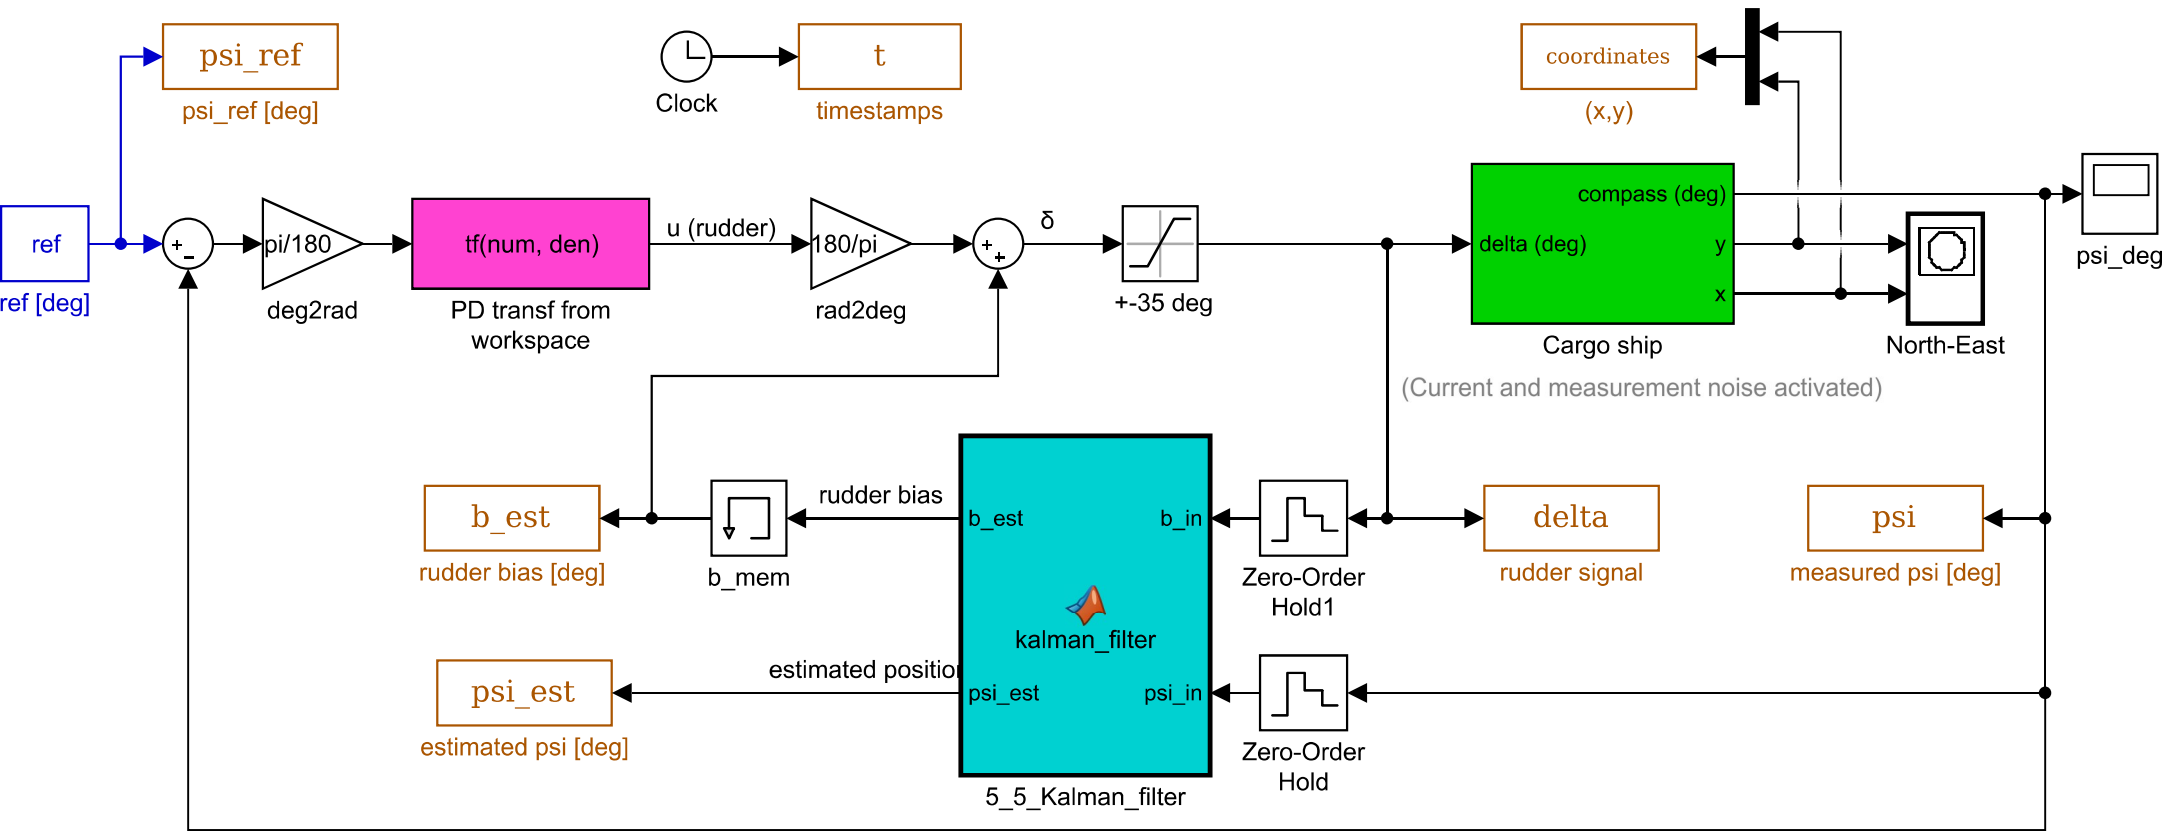 psi_ref
psi_ref [deg]
Clock
t
timestamps
coordinates
(x,y)
ref
ref [deg]
+
−
pi/180
deg2rad
tf(num, den)
PD transf from
workspace
u (rudder)
180/pi
rad2deg
+
+
δ
+-35 deg
delta (deg)
compass (deg)
y
x
Cargo ship
(Current and measurement noise activated)
North-East
psi_deg
b_est
rudder bias [deg]
b_mem
rudder bias
b_est
b_in
kalman_filter
psi_est
psi_in
5_5_Kalman_filter
Zero-Order
Hold1
delta
rudder signal
psi
measured psi [deg]
psi_est
estimated psi [deg]
estimated position
Zero-Order
Hold